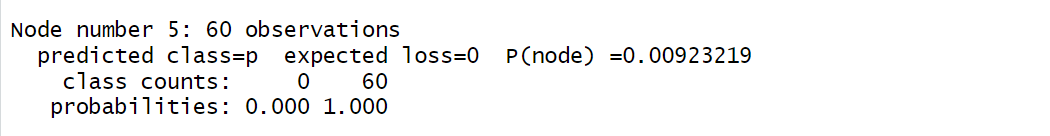 Node number 5: 60 observations
  predicted class=p  expected loss=0  P(node) =0.00923219
    class counts:     0    60
   probabilities: 0.000 1.000